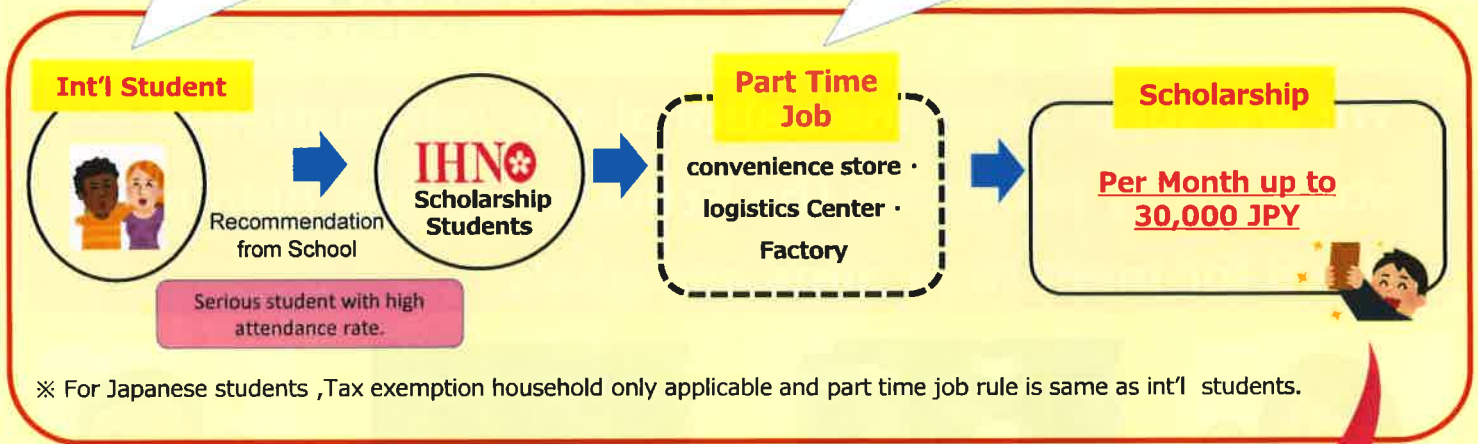 Int'l Student
Recommendation
from School
Serious student with high
attendance rate.
IHN
Scholarship
Students
Part Time
Job
convenience store・
logistics Center・
Factory
Scholarship
Per Month up to
30,000 JPY
※ For Japanese students ,Tax exemption household only applicable and part time job rule is same as int'l students.